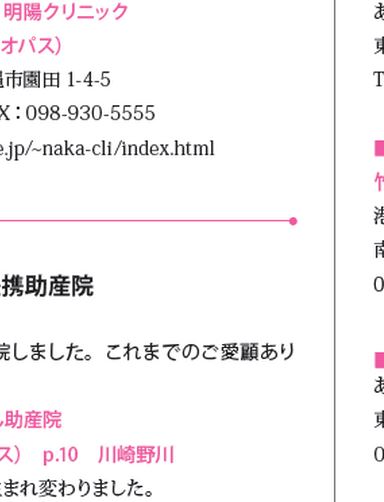 明陽クリニック
オパス）
縄市園田 1-4-5
X：098-930-5555
e.jp/~naka-cli/index.html
携助産院
院しました。これまでのご愛顧あり
助産院
ス） p.10 川崎野川
生まれ変わりました。
あ
東
T
■
竹
港
南
0
■
あ
東
0